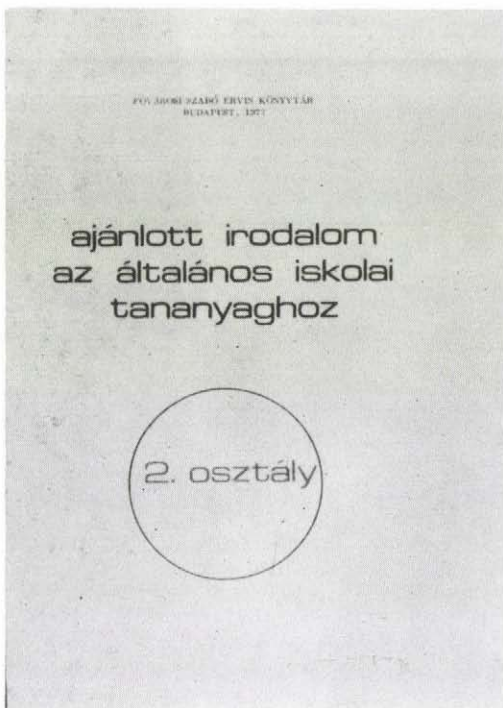 FŐVÁROSI SZABÓ ERVIN KÖNYVTÁR
BUDAPEST, 1977
ajánlott irodalom
az általános iskolai
tananyaghoz
2. osztály